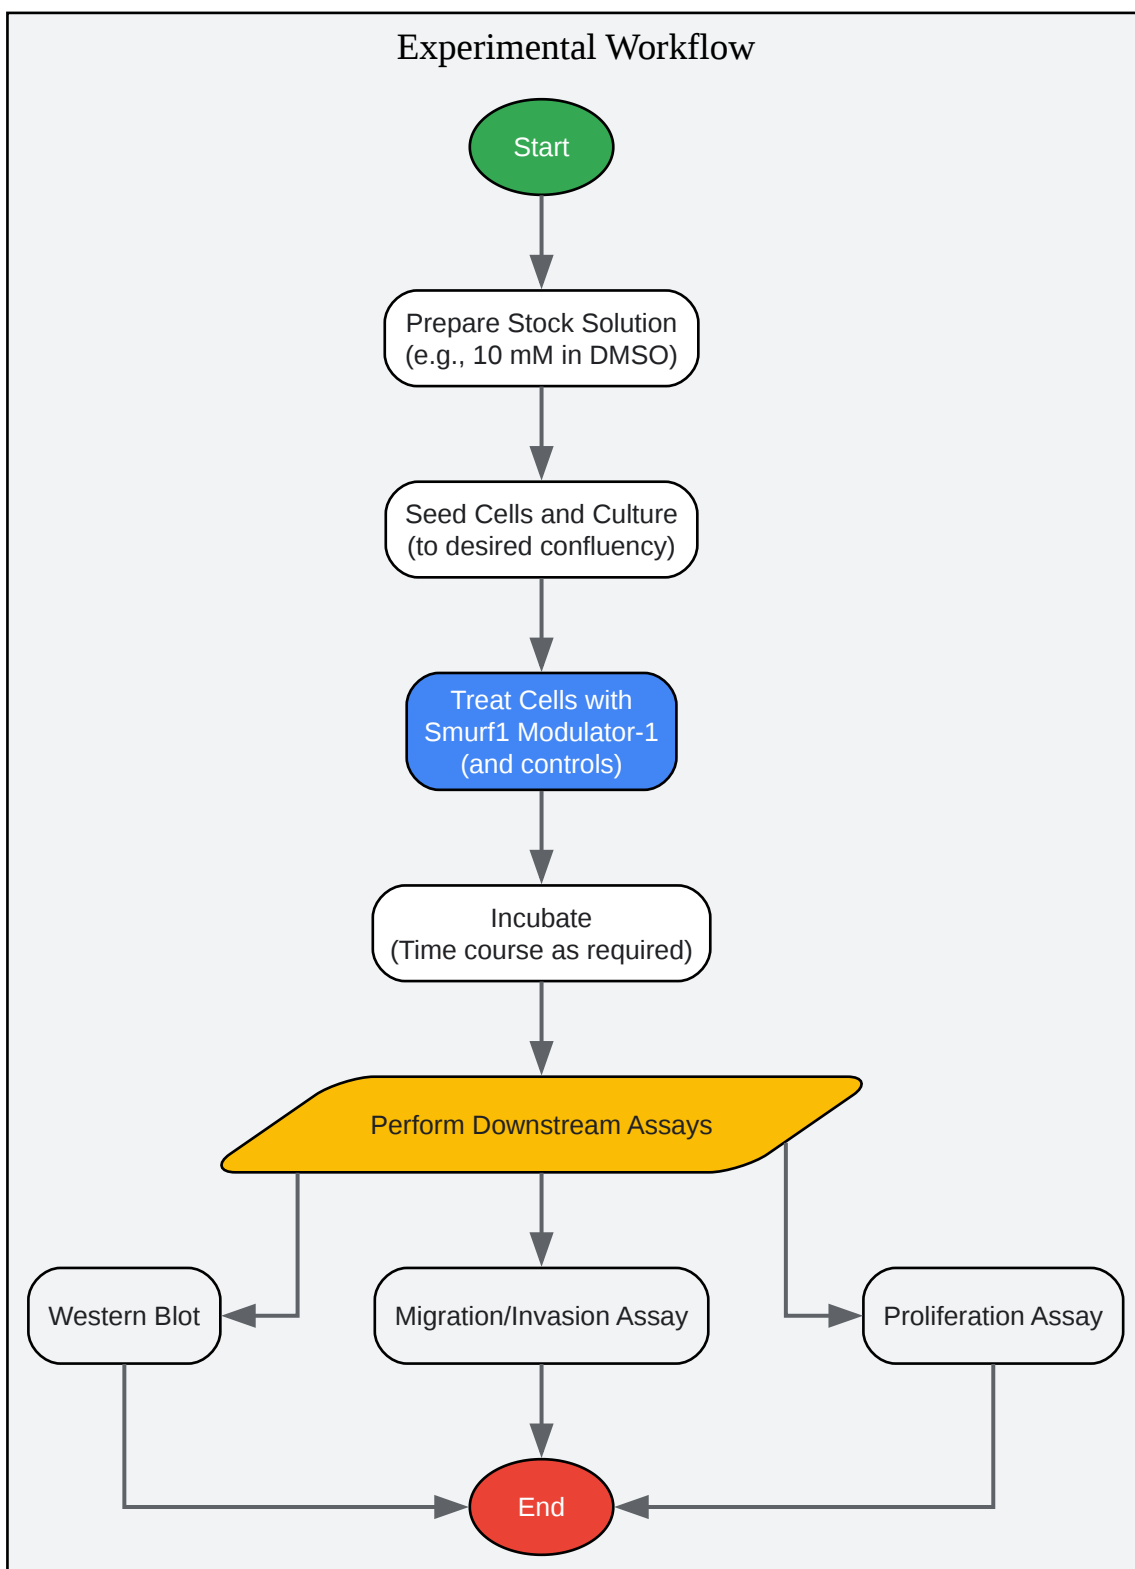 Experimental Workflow
Start
Prepare Stock Solution
(e.g., 10 mM in DMSO)
Seed Cells and Culture
(to desired confluency)
Treat Cells with
Smurf1 Modulator-1
(and controls)
Incubate
(Time course as required)
Perform Downstream Assays
Western Blot
Migration/Invasion Assay
Proliferation Assay
End